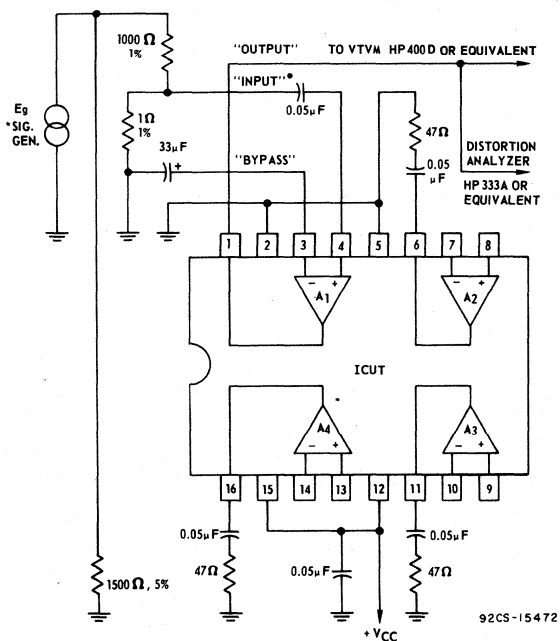 1000 Ω
1%
"OUTPUT"
TO VTVM HP 400 D OR EQUIVALENT
"INPUT"*
0.05μF
Eg
*SIG.
GEN.
1Ω
1%
33μF
+
"BYPASS"
47Ω
0.05
μF
DISTORTION
ANALYZER
HP 333A OR
EQUIVALENT
1 2 3 4 5 6 7 8
− + − +
A1 A2
ICUT
A4 A3
− + − +
16 15 14 13 12 11 10 9
0.05μF
47Ω
0.05μF
0.05μF
47Ω
1500 Ω, 5%
+ VCC
92CS-15472